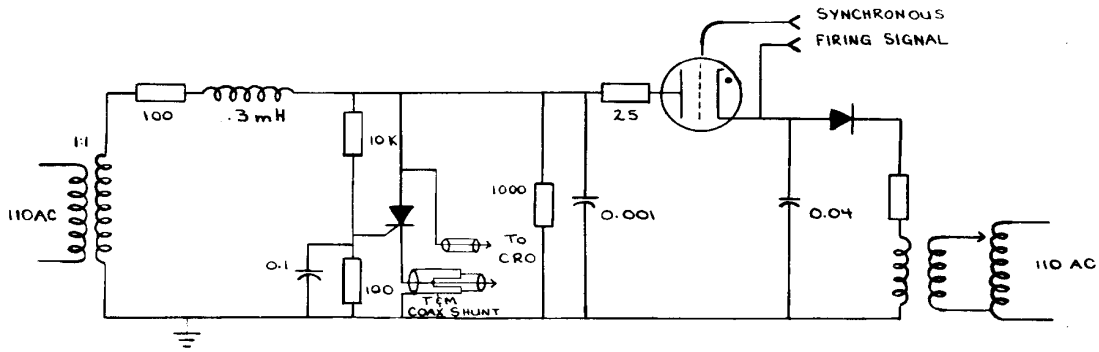 SYNCHRONOUS
FIRING SIGNAL
100
.3mH
25
1:1
10K
110AC
1000
0.001
0.04
TO
CRO
0.1
100
T&M
COAX SHUNT
110 AC